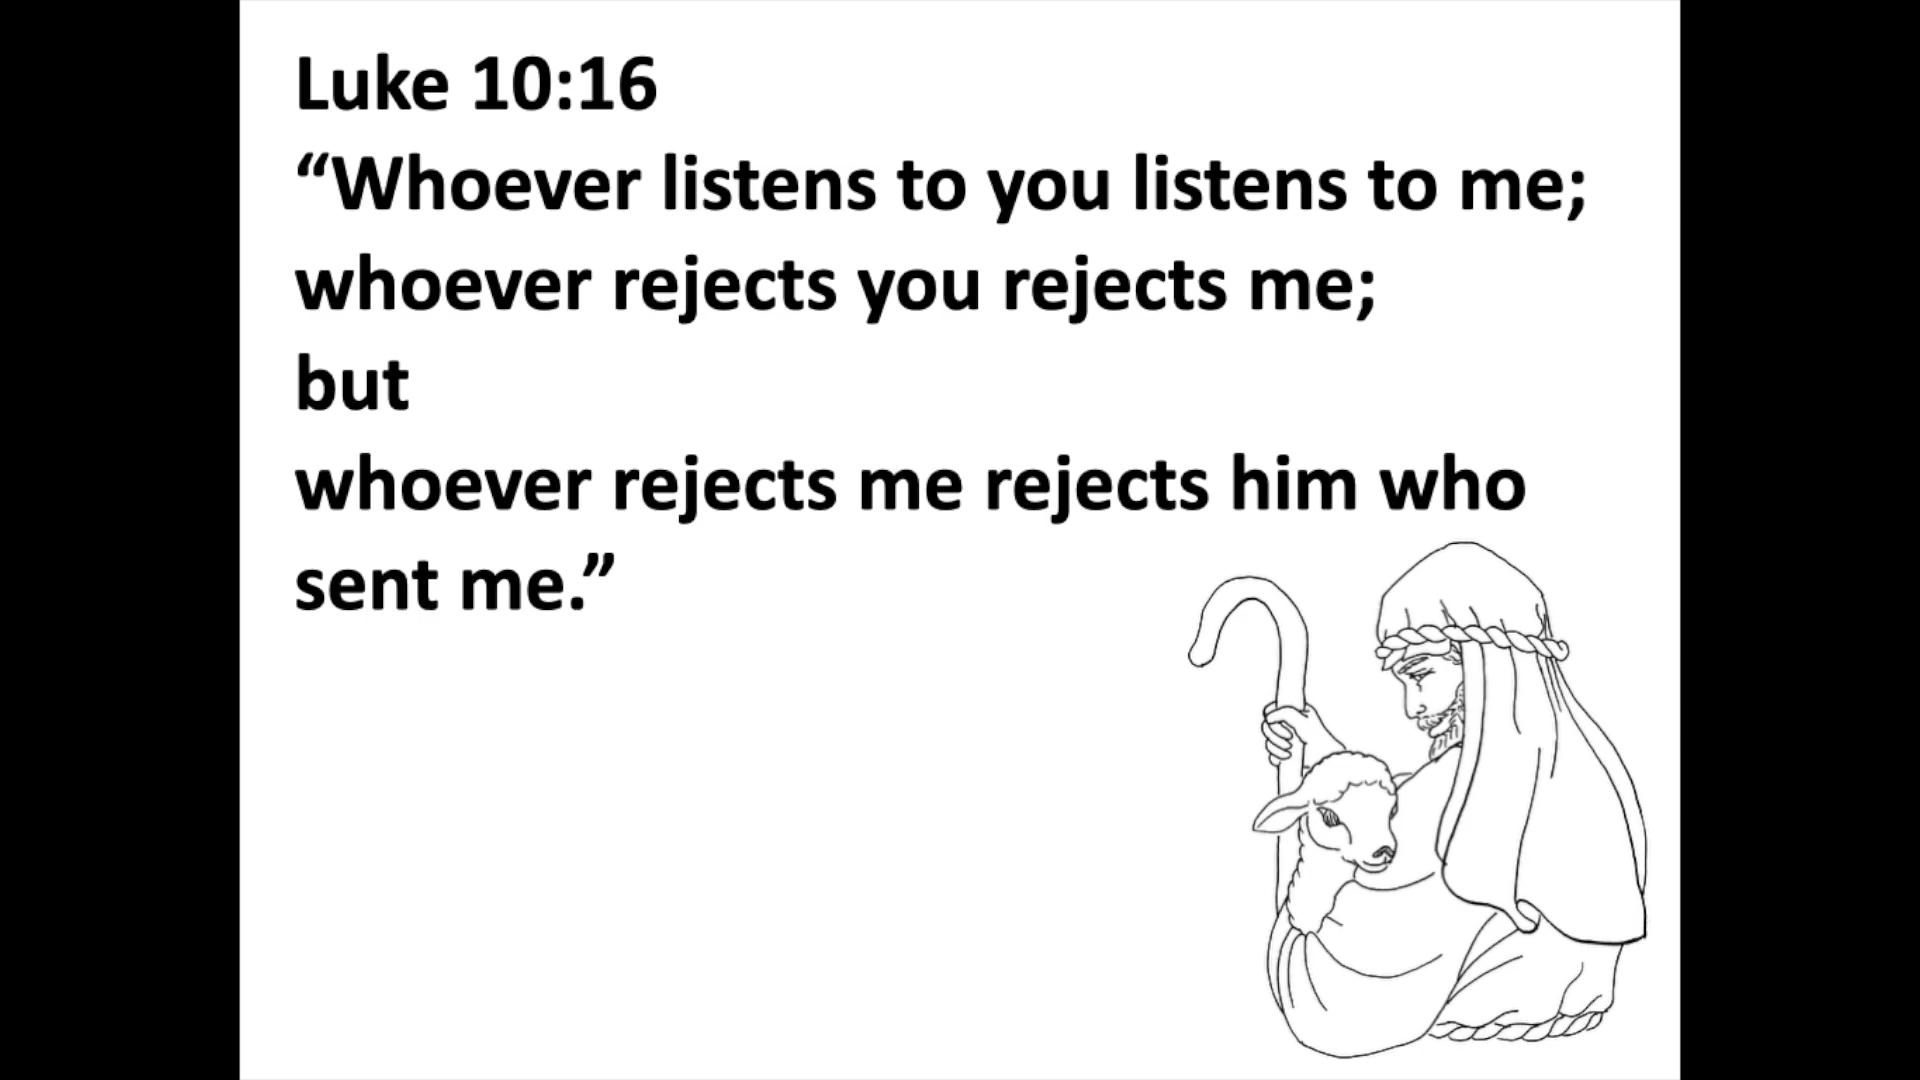 Luke 10:16
“Whoever listens to you listens to me;
whoever rejects you rejects me;
but
whoever rejects me rejects him who
sent me.”